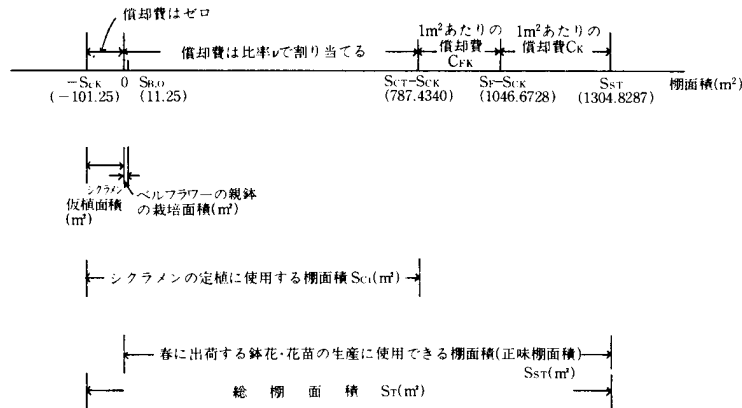 償却費はゼロ
償却費は比率νで割り当てる
1m²あたりの
償却費
CFK
1m²あたりの
償却費CK
−ScK
(−101.25)
0
SB.O
(11.25)
SCT−SCK
(787.4340)
SF−SCK
(1046.6728)
SST
(1304.8287)
棚面積(m²)
シクラメン
仮植面積
(m²)
ベルフラワーの親鉢
の栽培面積(m²)
シクラメンの定植に使用する棚面積SCt(m²)
春に出荷する鉢花・花苗の生産に使用できる棚面積(正味棚面積)
SST(m²)
総棚面積 ST(m²)